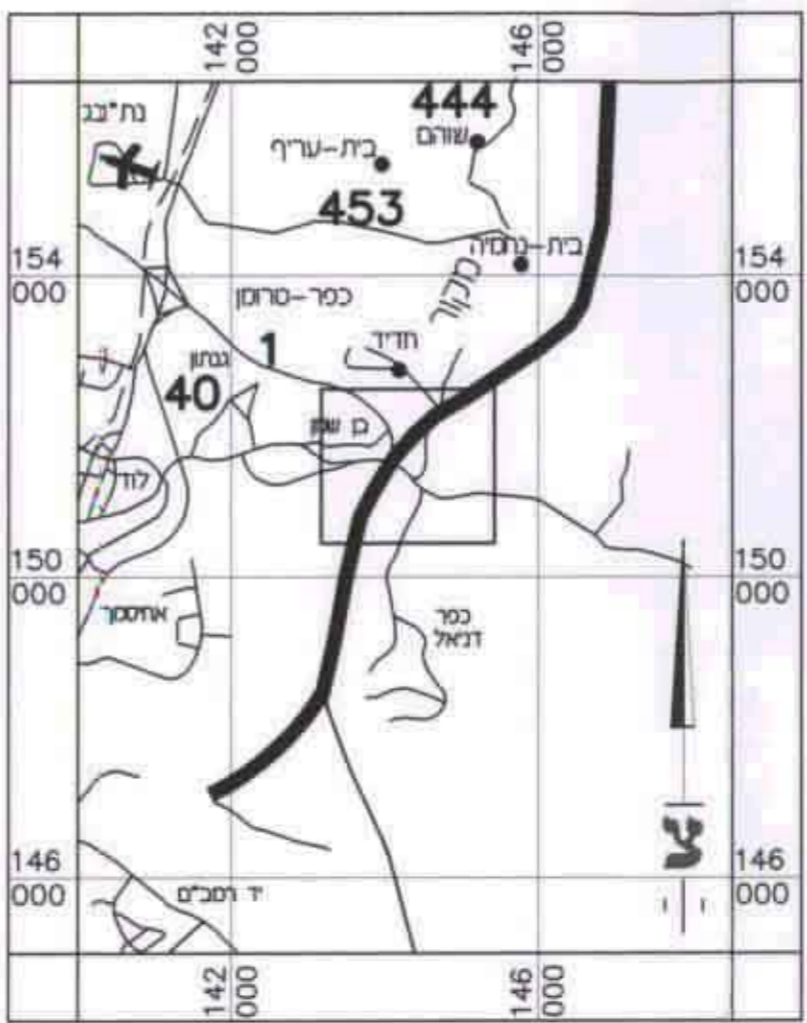 142
000
146
000
נת"בג
444
שוהם
בית-עריף
453
בית-נחמיה
154
000
154
000
מקור
כפר-טרומן
חדיד
1
גנתון
40
בן שמן
לוד
150
000
150
000
אחיסמך
כפר
דניאל
146
000
146
000
יד רמב"ם
142
000
146
000